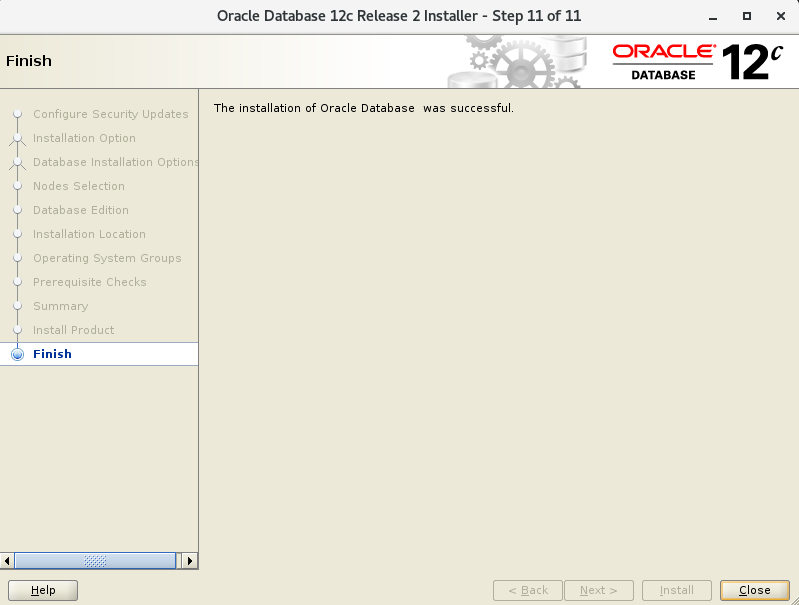 Oracle Database 12c Release 2 Installer - Step 11 of 11
Finish
ORACLE
DATABASE
12c
Configure Security Updates
Installation Option
Database Installation Options
Nodes Selection
Database Edition
Installation Location
Operating System Groups
Prerequisite Checks
Summary
Install Product
Finish
The installation of Oracle Database  was successful.
Help
< Back
Next >
Install
Close